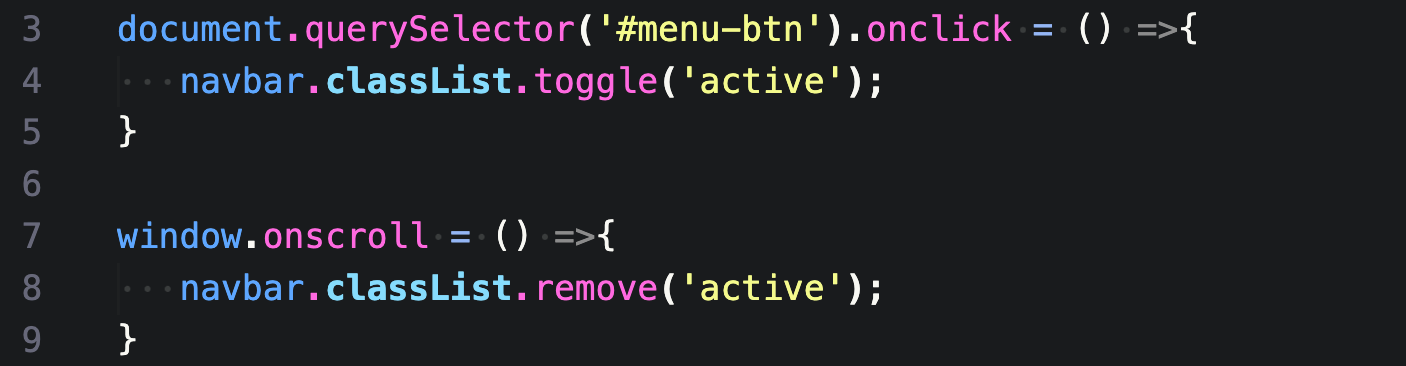 3 document.querySelector('#menu-btn').onclick = () =>{
4    navbar.classList.toggle('active');
5 }
6
7 window.onscroll = () =>{
8    navbar.classList.remove('active');
9 }